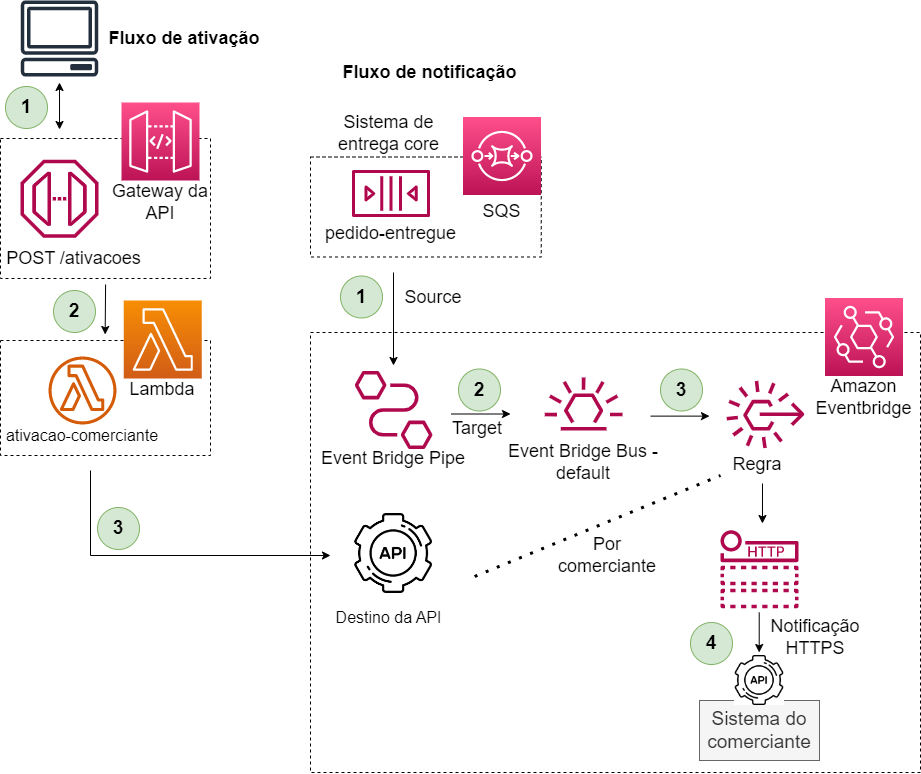 Fluxo de ativação
1
Gateway da
API
POST /ativacoes
2
Lambda
ativacao-comerciante
3
Fluxo de notificação
Sistema de
entrega core
SQS
pedido-entregue
1
Source
Amazon
Eventbridge
2
Target
3
Event Bridge Pipe
Event Bridge Bus -
default
Regra
API
Destino da API
Por
comerciante
HTTP
4
Notificação
HTTPS
API
Sistema do
comerciante